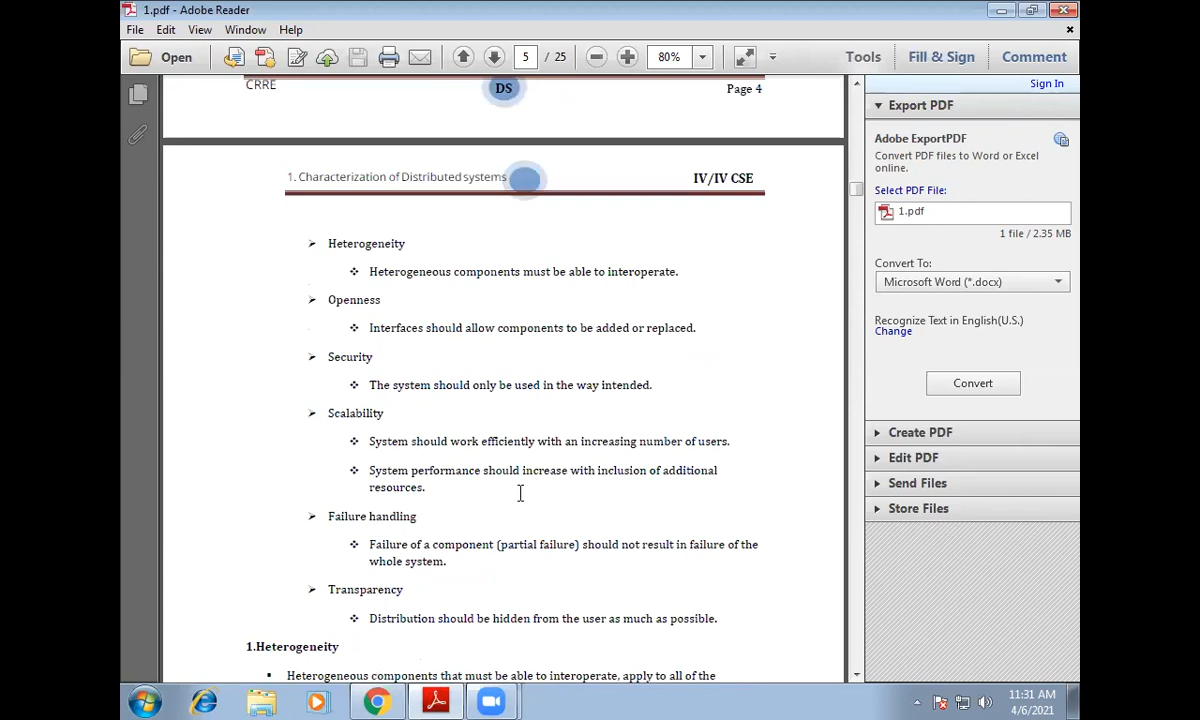 1.pdf - Adobe Reader
File Edit View Window Help
Open 5 / 25 80% Tools Fill & Sign Comment
Sign In
CRRE DS Page 4
1. Characterization of Distributed systems IV/IV CSE
➢ Heterogeneity
❖ Heterogeneous components must be able to interoperate.
➢ Openness
❖ Interfaces should allow components to be added or replaced.
➢ Security
❖ The system should only be used in the way intended.
➢ Scalability
❖ System should work efficiently with an increasing number of users.
❖ System performance should increase with inclusion of additional
resources.
➢ Failure handling
❖ Failure of a component (partial failure) should not result in failure of the
whole system.
➢ Transparency
❖ Distribution should be hidden from the user as much as possible.
1.Heterogeneity
▪ Heterogeneous components that must be able to interoperate, apply to all of the
Export PDF
Adobe ExportPDF
Convert PDF files to Word or Excel
online.
Select PDF File:
1.pdf
1 file / 2.35 MB
Convert To:
Microsoft Word (*.docx)
Recognize Text in English(U.S.)
Change
Convert
Create PDF
Edit PDF
Send Files
Store Files
11:31 AM
4/6/2021